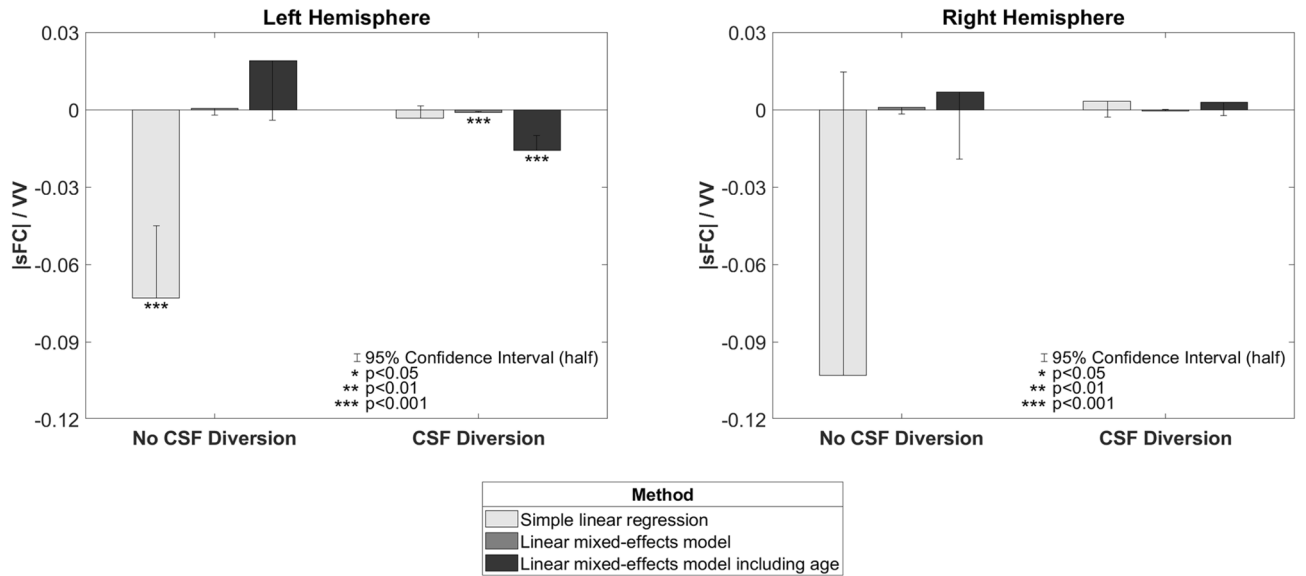 Left Hemisphere
0.03
0
-0.03
-0.06
-0.09
-0.12
|sFC| / VV
***
***
***
95% Confidence Interval (half)
* p<0.05
** p<0.01
*** p<0.001
No CSF Diversion
CSF Diversion
Right Hemisphere
0.03
0
-0.03
-0.06
-0.09
-0.12
|sFC| / VV
95% Confidence Interval (half)
* p<0.05
** p<0.01
*** p<0.001
No CSF Diversion
CSF Diversion
Method
Simple linear regression
Linear mixed-effects model
Linear mixed-effects model including age